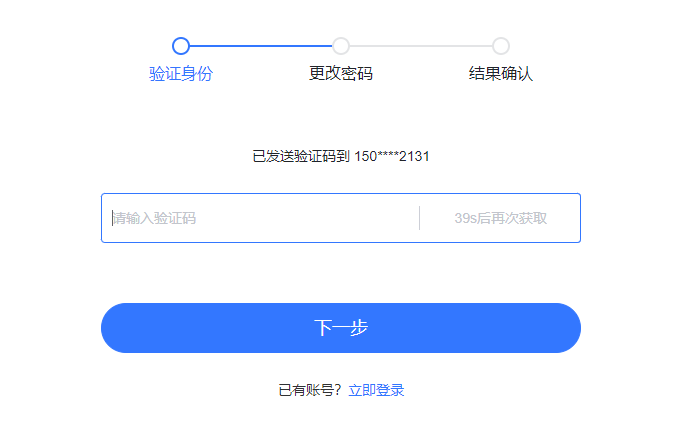 验证身份 更改密码 结果确认
已发送验证码到 150****2131
请输入验证码 39s后再次获取
下一步
已有账号？立即登录